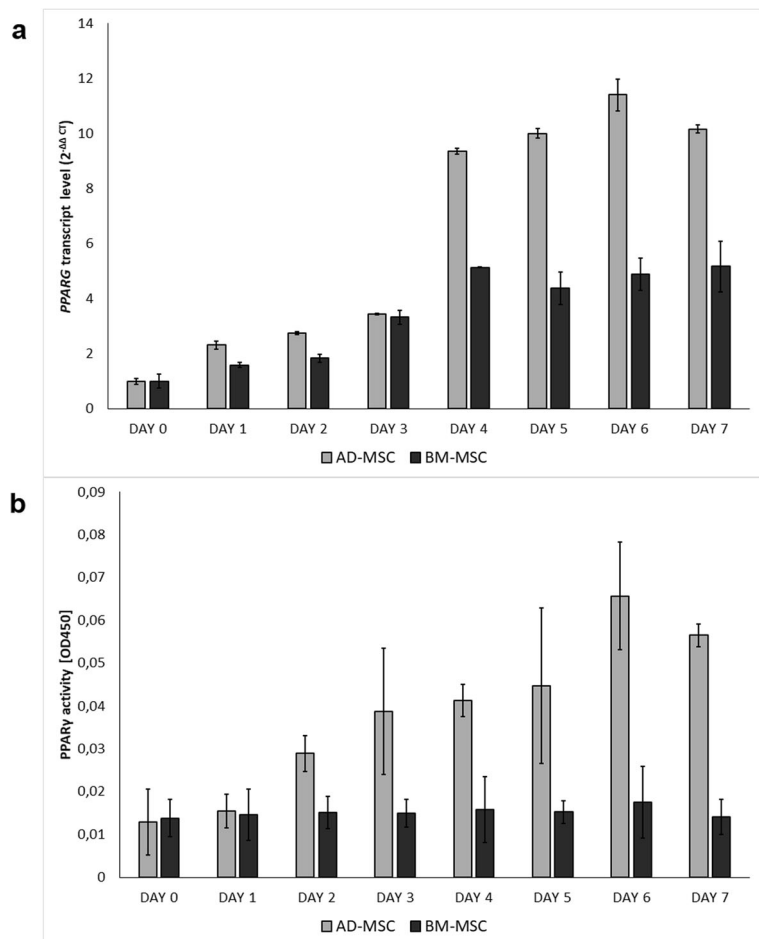 a
PPARG transcript level (2-ΔΔ CT)
14
12
10
8
6
4
2
0
DAY 0 DAY 1 DAY 2 DAY 3 DAY 4 DAY 5 DAY 6 DAY 7
AD-MSC BM-MSC
b
PPARγ activity [OD450]
0,09
0,08
0,07
0,06
0,05
0,04
0,03
0,02
0,01
0
DAY 0 DAY 1 DAY 2 DAY 3 DAY 4 DAY 5 DAY 6 DAY 7
AD-MSC BM-MSC